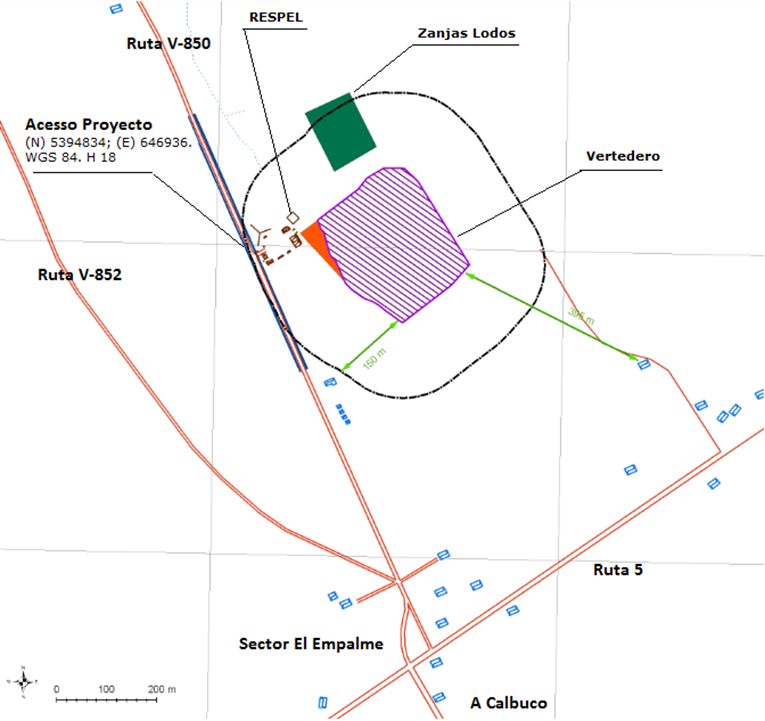 RESPEL
Zanjas Lodos
Ruta V-850
Acesso Proyecto
(N) 5394834; (E) 646936.
WGS 84. H 18
Vertedero
Ruta V-852
395 m
150 m
Ruta 5
Sector El Empalme
N
0 100 200 m
A Calbuco